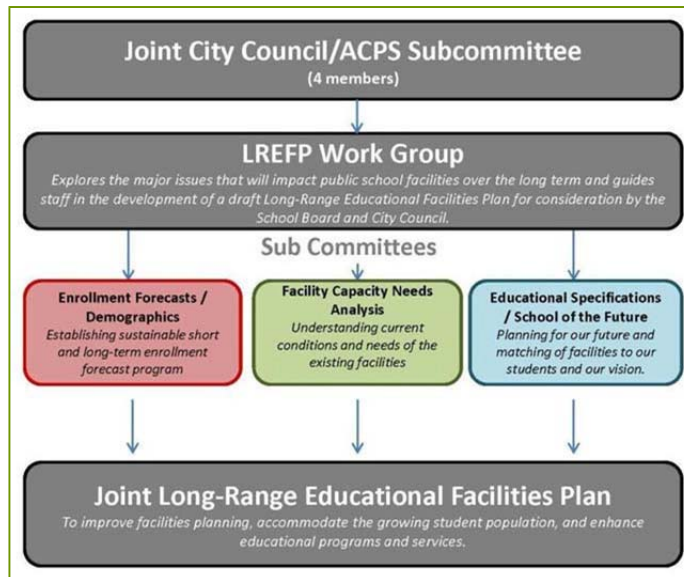 Joint City Council/ACPS Subcommittee
(4 members)
LREFP Work Group
Explores the major issues that will impact public school facilities over the long term and guides
staff in the development of a draft Long-Range Educational Facilities Plan for consideration by the
School Board and City Council.
Sub Committees
Enrollment Forecasts /
Demographics
Establishing sustainable short
and long-term enrollment
forecast program
Facility Capacity Needs
Analysis
Understanding current
conditions and needs of the
existing facilities
Educational Specifications
/ School of the Future
Planning for our future and
matching of facilities to our
students and our vision.
Joint Long-Range Educational Facilities Plan
To improve facilities planning, accommodate the growing student population, and enhance
educational programs and services.